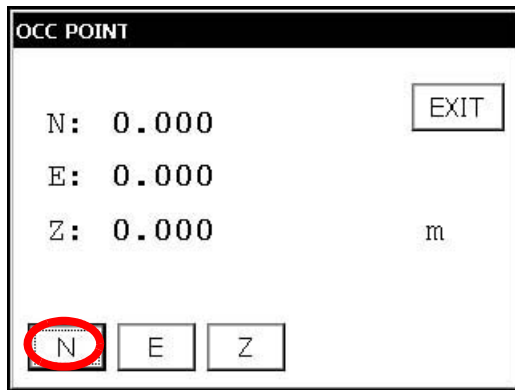 OCC POINT
EXIT
N: 0.000
E: 0.000
Z: 0.000 m
N E Z